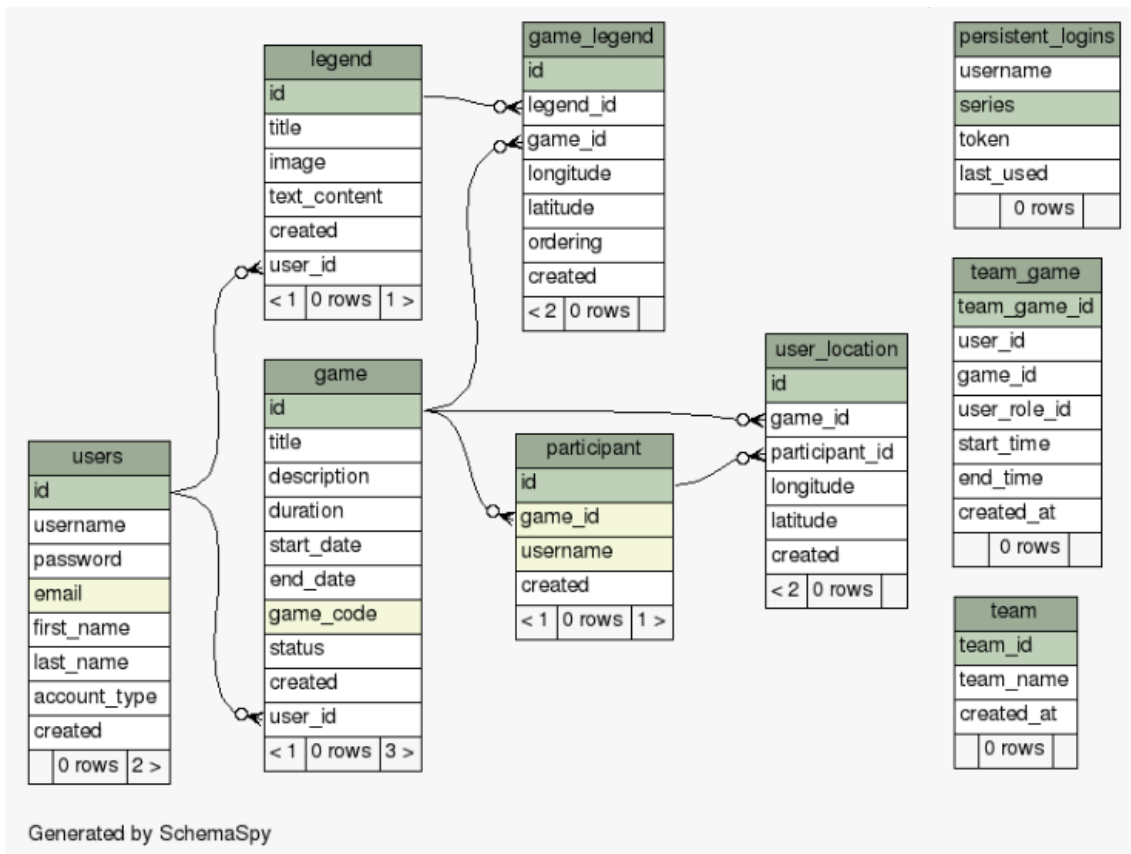 legend
id
title
image
text_content
created
user_id
< 1 0 rows 1 >
game_legend
id
legend_id
game_id
longitude
latitude
ordering
created
< 2 0 rows
persistent_logins
username
series
token
last_used
0 rows
team_game
team_game_id
user_id
game_id
user_role_id
start_time
end_time
created_at
0 rows
user_location
id
game_id
participant_id
longitude
latitude
created
< 2 0 rows
game
id
title
description
duration
start_date
end_date
game_code
status
created
user_id
< 1 0 rows 3 >
participant
id
game_id
username
created
< 1 0 rows 1 >
users
id
username
password
email
first_name
last_name
account_type
created
0 rows 2 >
team
team_id
team_name
created_at
0 rows
Generated by SchemaSpy